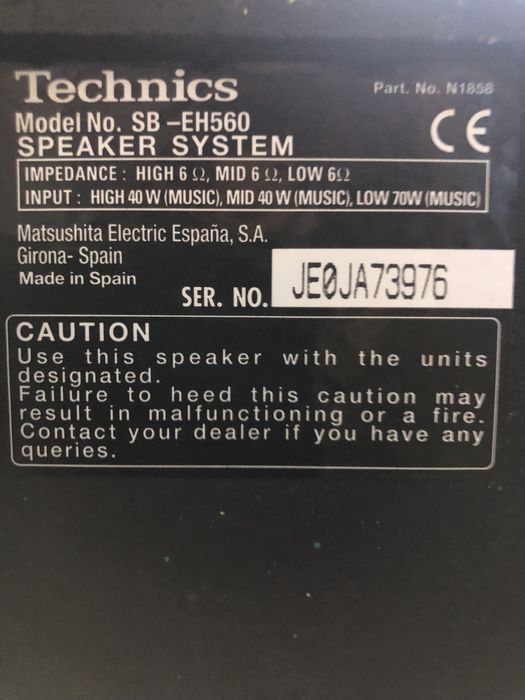 Technics
Part. No. N1858
Model No. SB-EH560
CE
SPEAKER SYSTEM
IMPEDANCE : HIGH 6 Ω, MID 6 Ω, LOW 6Ω
INPUT : HIGH 40 W (MUSIC), MID 40 W (MUSIC), LOW 70W (MUSIC)
Matsushita Electric España, S.A.
Girona- Spain
Made in Spain
SER. NO. JE0JA73976
CAUTION
Use this speaker with the units
designated.
Failure to heed this caution may
result in malfunctioning or a fire.
Contact your dealer if you have any
queries.